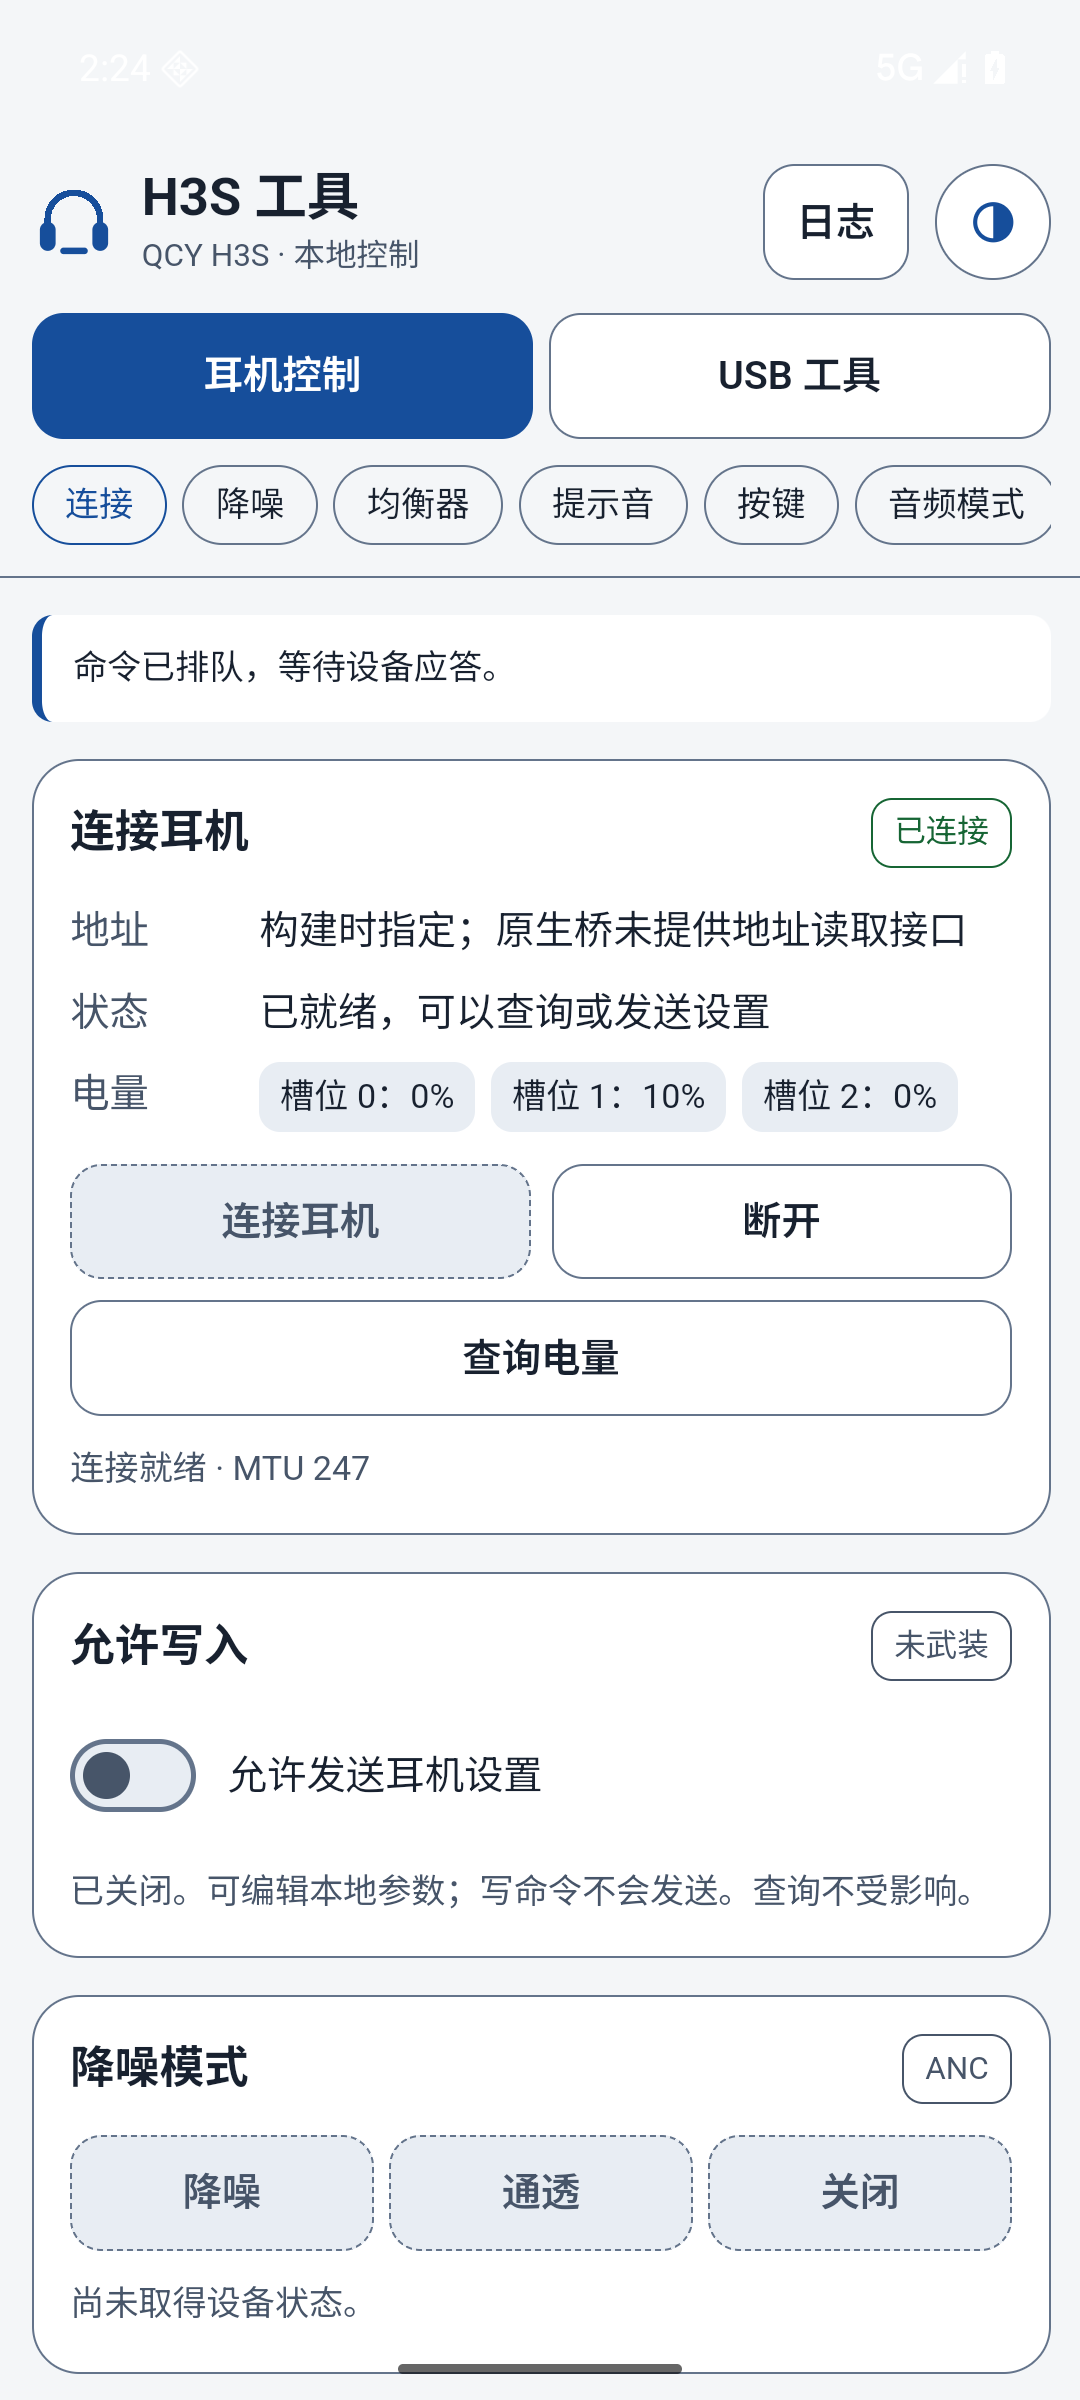 2:24
5G
H3S 工具
QCY H3S · 本地控制
日志
耳机控制
USB 工具
连接
降噪
均衡器
提示音
按键
音频模式
命令已排队，等待设备应答。
连接耳机
已连接
地址
构建时指定；原生桥未提供地址读取接口
状态
已就绪，可以查询或发送设置
电量
槽位 0：0%
槽位 1：10%
槽位 2：0%
连接耳机
断开
查询电量
连接就绪 · MTU 247
允许写入
未武装
允许发送耳机设置
已关闭。可编辑本地参数；写命令不会发送。查询不受影响。
降噪模式
ANC
降噪
通透
关闭
尚未取得设备状态。